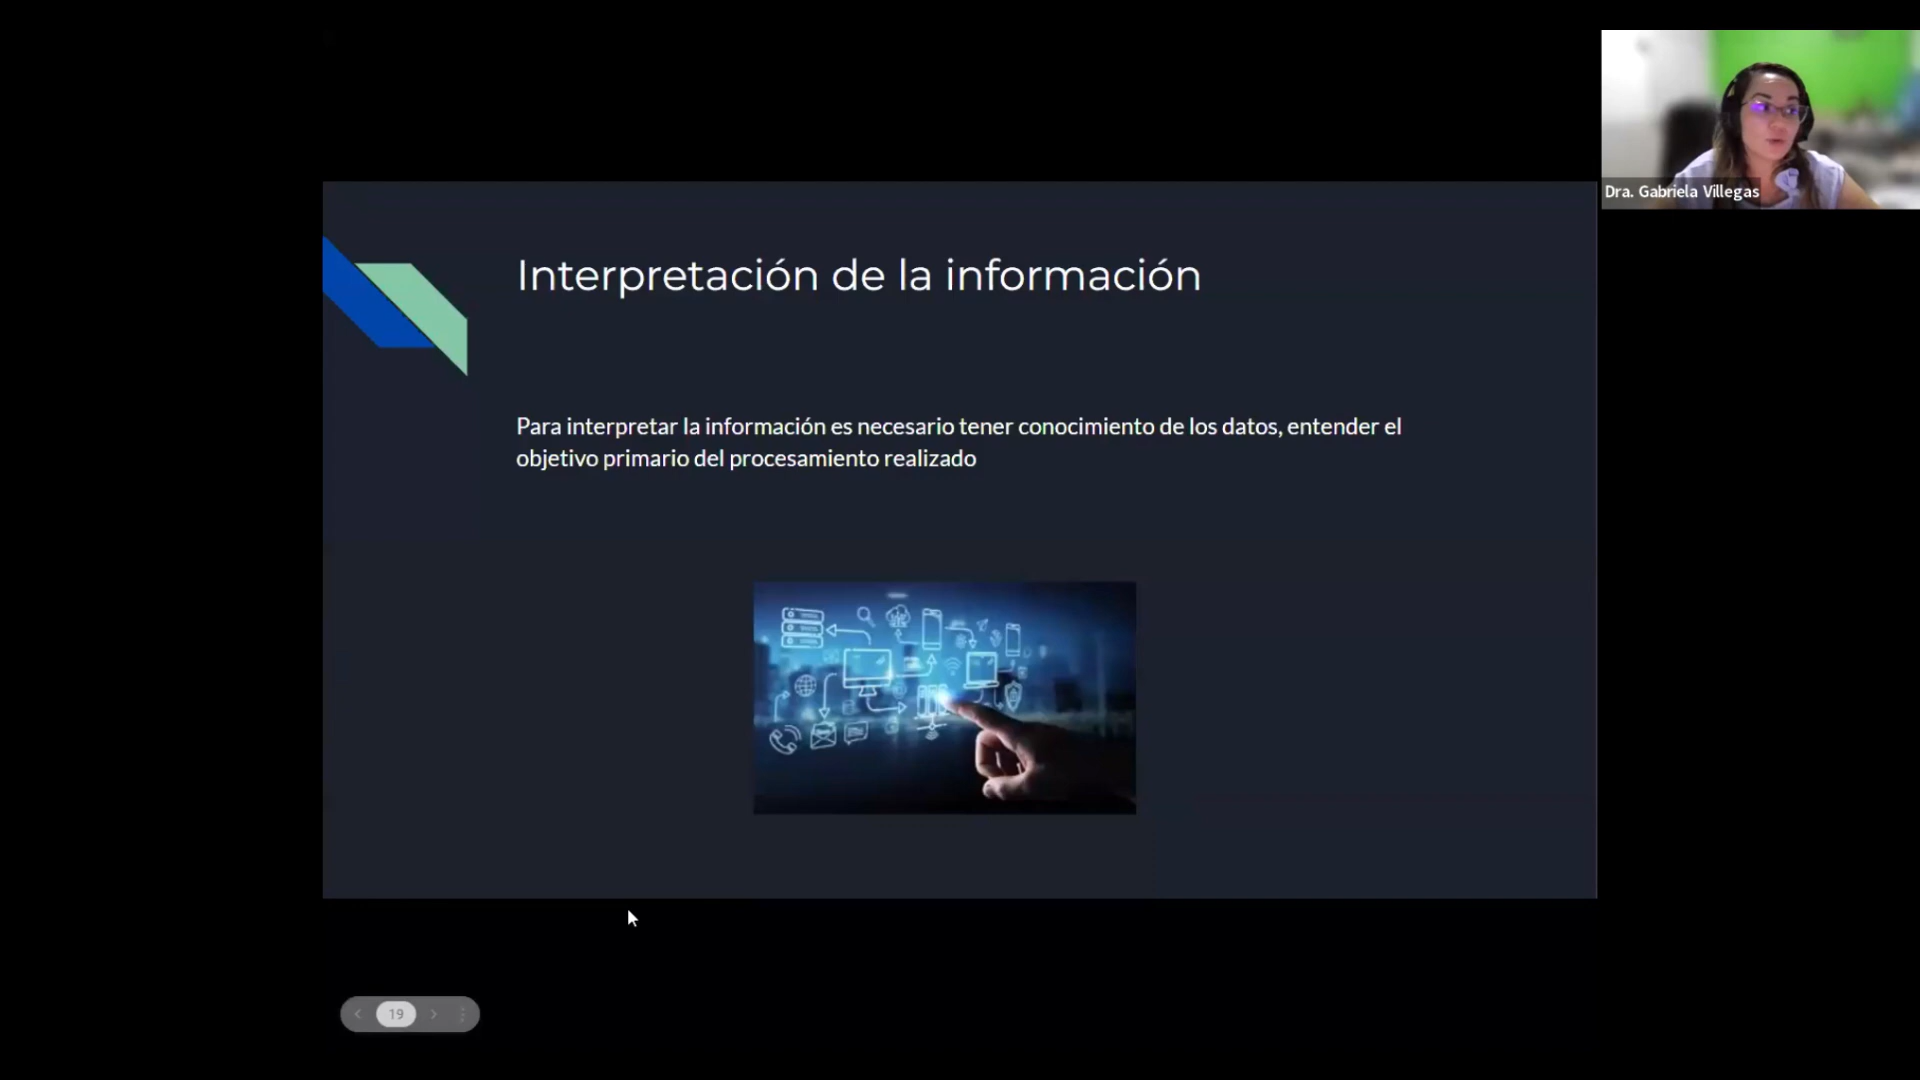 Dra. Gabriela Villegas
Interpretación de la información
Para interpretar la información es necesario tener conocimiento de los datos, entender el
objetivo primario del procesamiento realizado
19